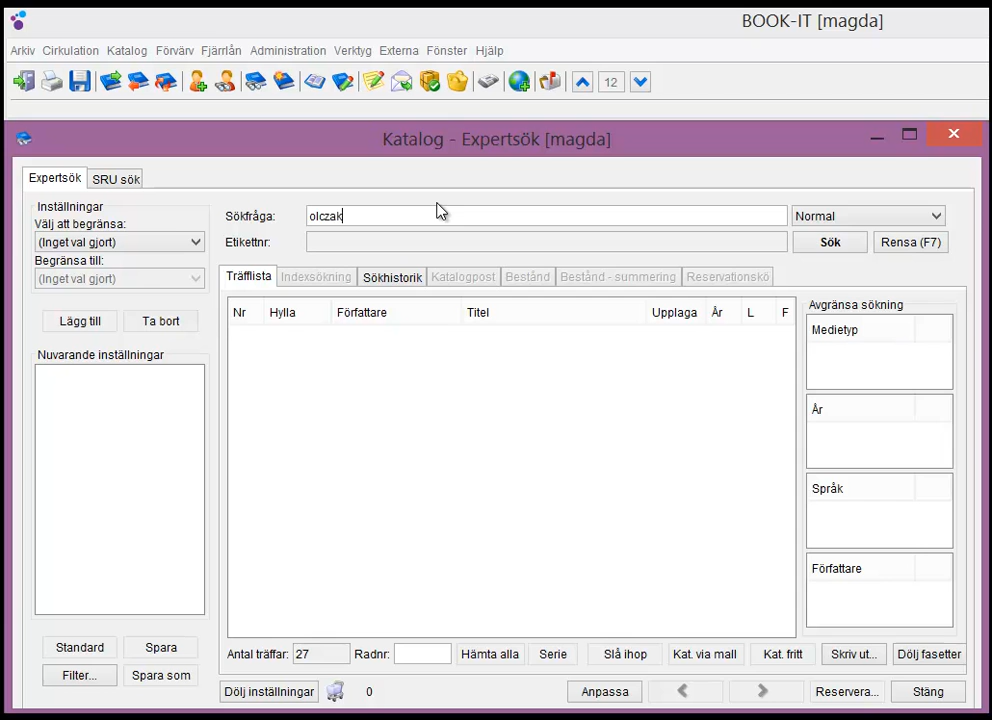 BOOK-IT [magda]
Arkiv Cirkulation Katalog Förvärv Fjärrlån Administration Verktyg Externa Fönster Hjälp
12
Katalog - Expertsök [magda]
Expertsök SRU sök
Inställningar
Välj att begränsa:
(Inget val gjort)
Begränsa till:
(Inget val gjort)
Lägg till Ta bort
Nuvarande inställningar
Standard Spara
Filter... Spara som
Sökfråga: olczak Normal
Etikettnr: Sök Rensa (F7)
Träfflista Indexsökning Sökhistorik Katalogpost Bestånd Bestånd - summering Reservationskö
Nr Hylla Författare Titel Upplaga År L F
Avgränsa sökning
Medietyp
År
Språk
Författare
Antal träffar: 27 Radnr: Hämta alla Serie Slå ihop Kat. via mall Kat. fritt Skriv ut... Dölj fasetter
Dölj inställningar 0 Anpassa Reservera... Stäng